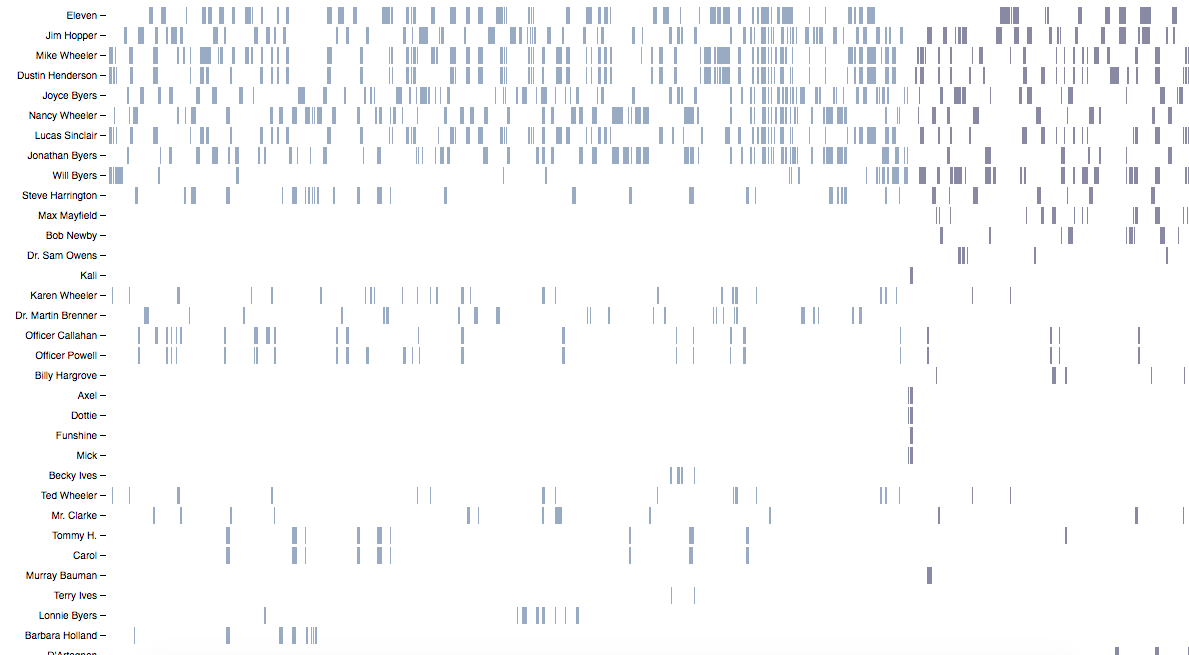 Eleven
Jim Hopper
Mike Wheeler
Dustin Henderson
Joyce Byers
Nancy Wheeler
Lucas Sinclair
Jonathan Byers
Will Byers
Steve Harrington
Max Mayfield
Bob Newby
Dr. Sam Owens
Kali
Karen Wheeler
Dr. Martin Brenner
Officer Callahan
Officer Powell
Billy Hargrove
Axel
Dottie
Funshine
Mick
Becky Ives
Ted Wheeler
Mr. Clarke
Tommy H.
Carol
Murray Bauman
Terry Ives
Lonnie Byers
Barbara Holland
D'Artagnan